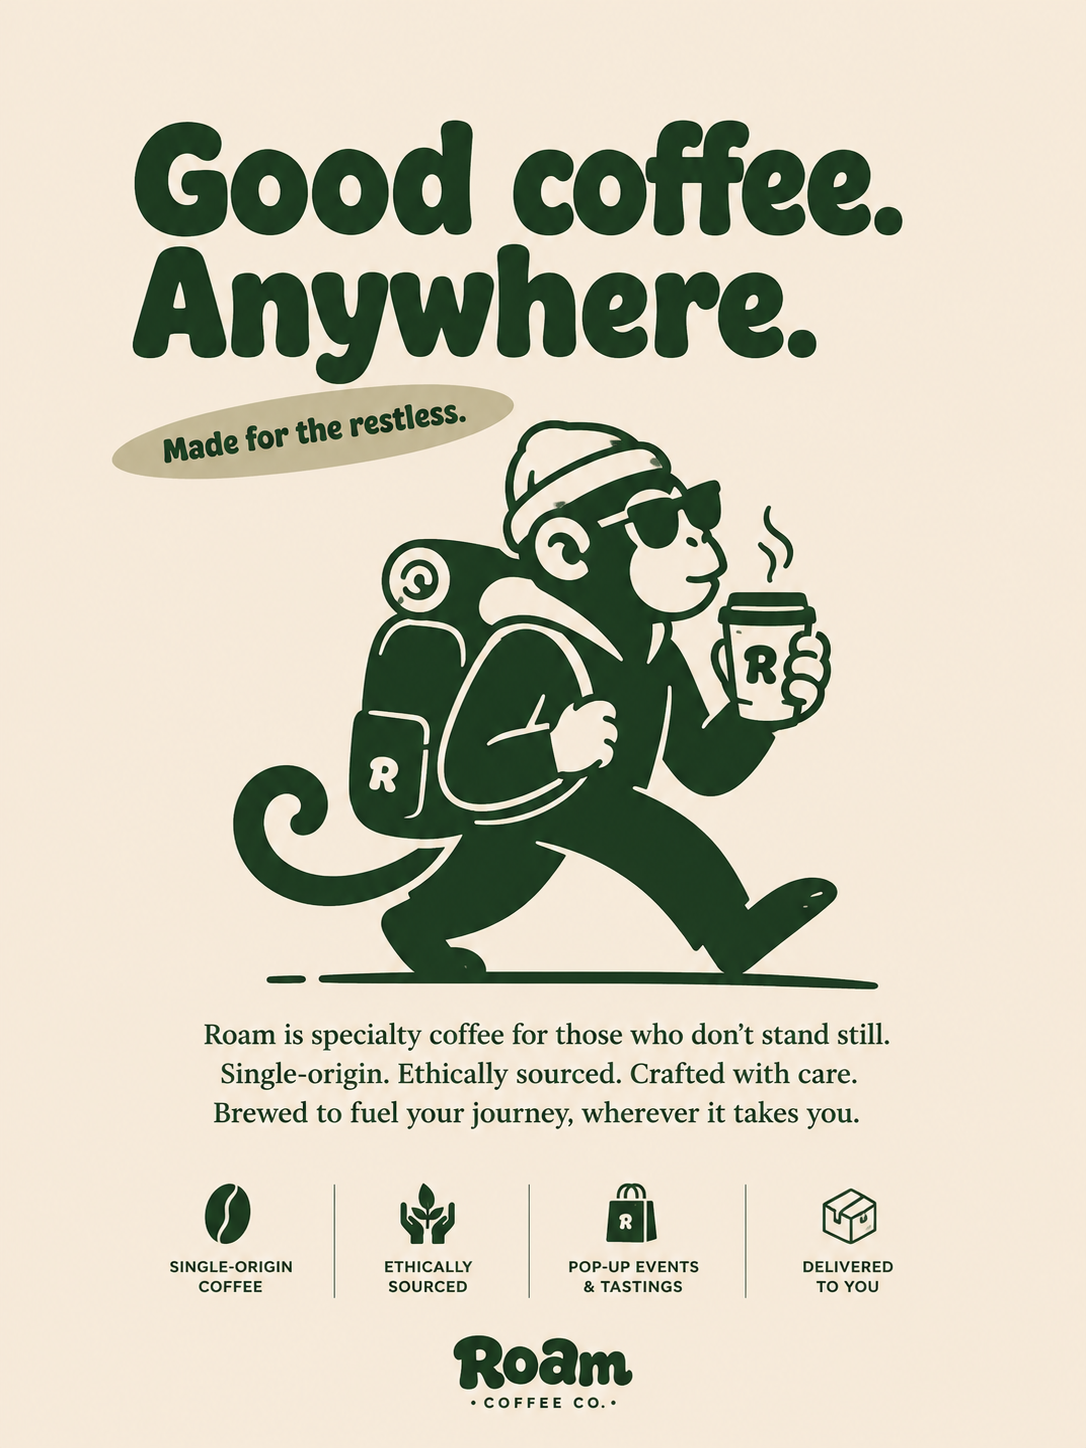 Good coffee.
Anywhere.
Made for the restless.
R
R
Roam is specialty coffee for those who don’t stand still.
Single-origin. Ethically sourced. Crafted with care.
Brewed to fuel your journey, wherever it takes you.
SINGLE-ORIGIN
COFFEE
ETHICALLY
SOURCED
R
POP-UP EVENTS
& TASTINGS
DELIVERED
TO YOU
Roam
• COFFEE CO. •